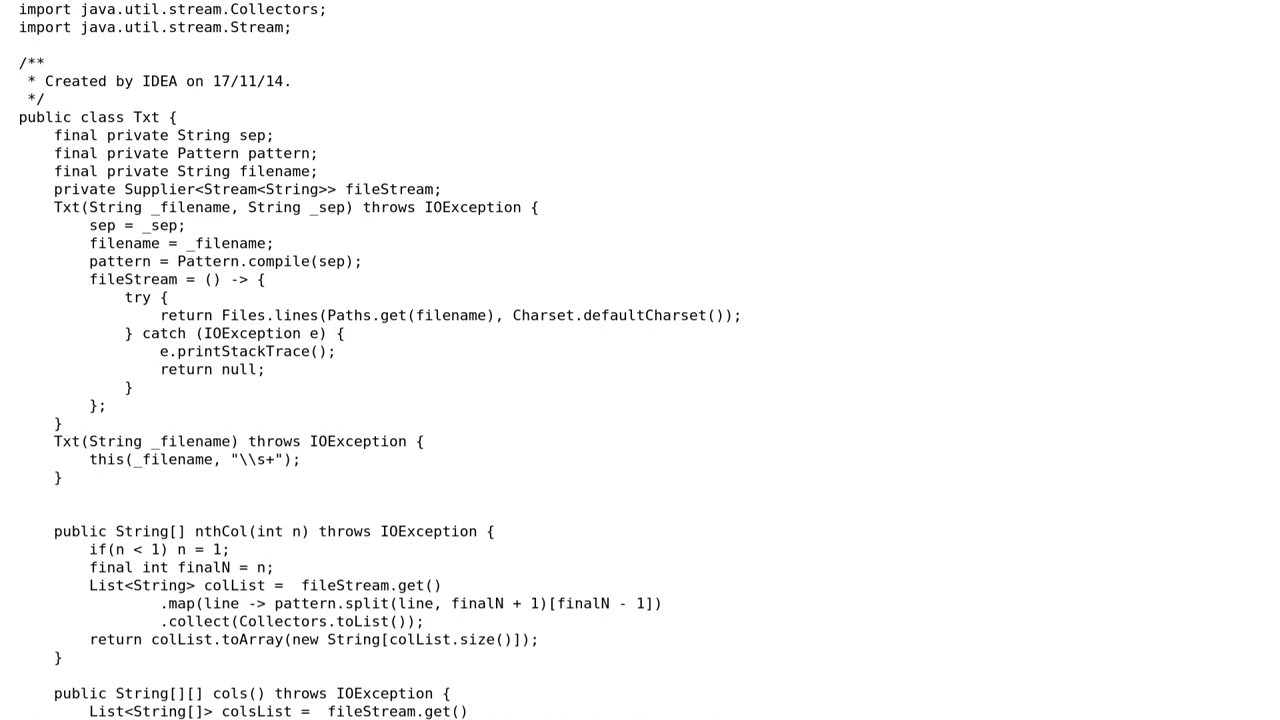 import java.util.stream.Collectors;
import java.util.stream.Stream;

/**
 * Created by IDEA on 17/11/14.
 */
public class Txt {
    final private String sep;
    final private Pattern pattern;
    final private String filename;
    private Supplier<Stream<String>> fileStream;
    Txt(String _filename, String _sep) throws IOException {
        sep = _sep;
        filename = _filename;
        pattern = Pattern.compile(sep);
        fileStream = () -> {
            try {
                return Files.lines(Paths.get(filename), Charset.defaultCharset());
            } catch (IOException e) {
                e.printStackTrace();
                return null;
            }
        };
    }
    Txt(String _filename) throws IOException {
        this(_filename, "\\s+");
    }


    public String[] nthCol(int n) throws IOException {
        if(n < 1) n = 1;
        final int finalN = n;
        List<String> colList =  fileStream.get()
                .map(line -> pattern.split(line, finalN + 1)[finalN - 1])
                .collect(Collectors.toList());
        return colList.toArray(new String[colList.size()]);
    }

    public String[][] cols() throws IOException {
        List<String[]> colsList =  fileStream.get()